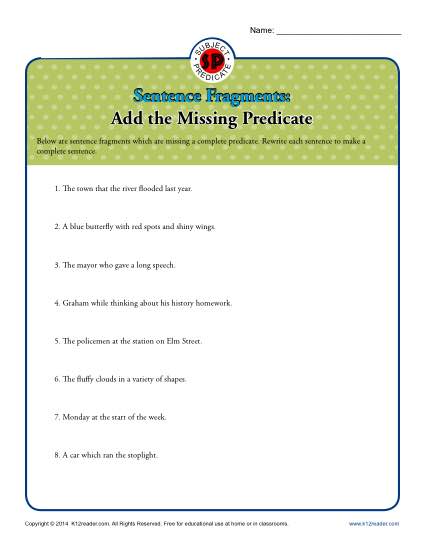 Name: ____________________________
SUBJECT
SP
PREDICATE
Sentence Fragments:
Add the Missing Predicate
Below are sentence fragments which are missing a complete predicate. Rewrite each sentence to make a
complete sentence.
1. The town that the river flooded last year.
2. A blue butterfly with red spots and shiny wings.
3. The mayor who gave a long speech.
4. Graham while thinking about his history homework.
5. The policemen at the station on Elm Street.
6. The fluffy clouds in a variety of shapes.
7. Monday at the start of the week.
8. A car which ran the stoplight.
Copyright © 2014 K12reader.com. All Rights Reserved. Free for educational use at home or in classrooms. www.k12reader.com